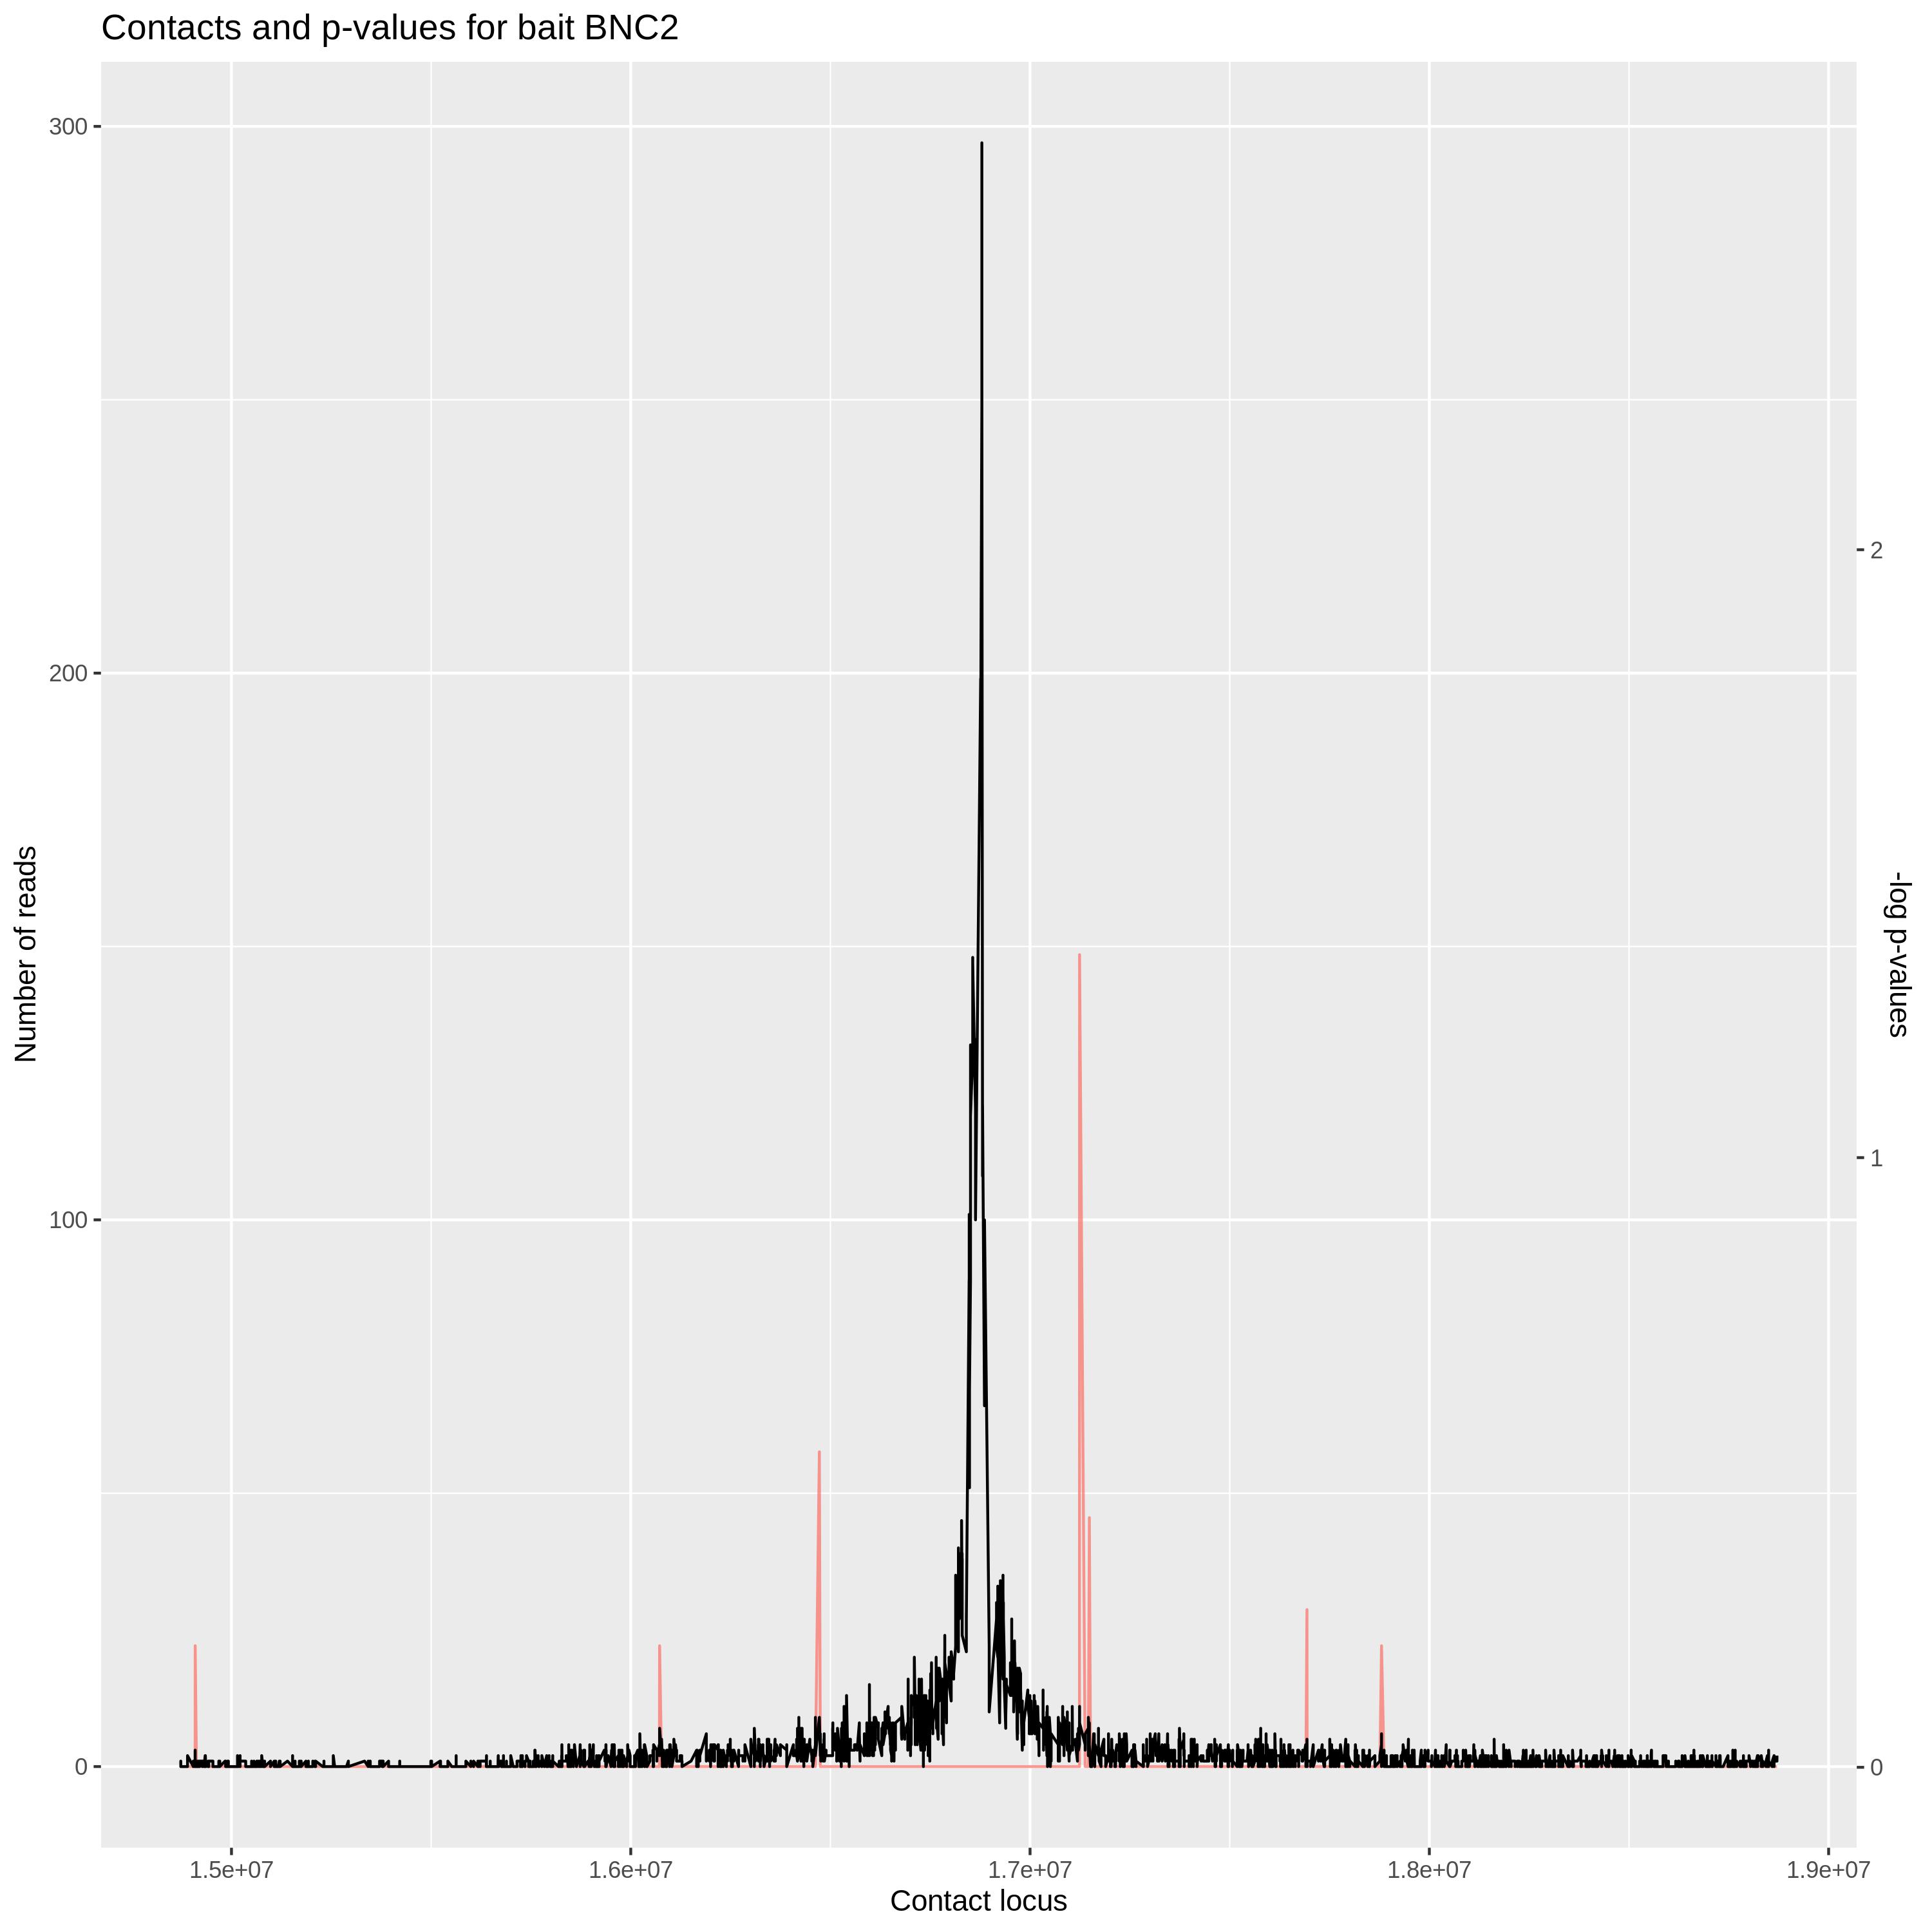 Contacts and p-values for bait BNC2
300
200
100
0
Number of reads
2
1
0
-log p-values
1.5e+07
1.6e+07
1.7e+07
1.8e+07
1.9e+07
Contact locus